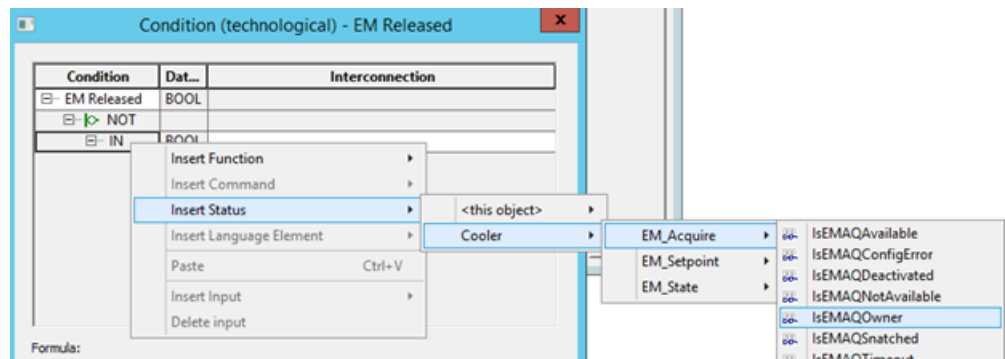 Condition (technological) - EM Released
x
Condition Dat... Interconnection
EM Released BOOL
NOT
IN BOOL
Insert Function
Insert Command
Insert Status
Insert Language Element
Paste Ctrl+V
Insert Input
Delete input
<this object>
Cooler
EM_Acquire
EM_Setpoint
EM_State
IsEMAQAvailable
IsEMAQConfigError
IsEMAQDeactivated
IsEMAQNotAvailable
IsEMAQOwner
IsEMAQSnatched
IsEMAQTimeout
Formula: